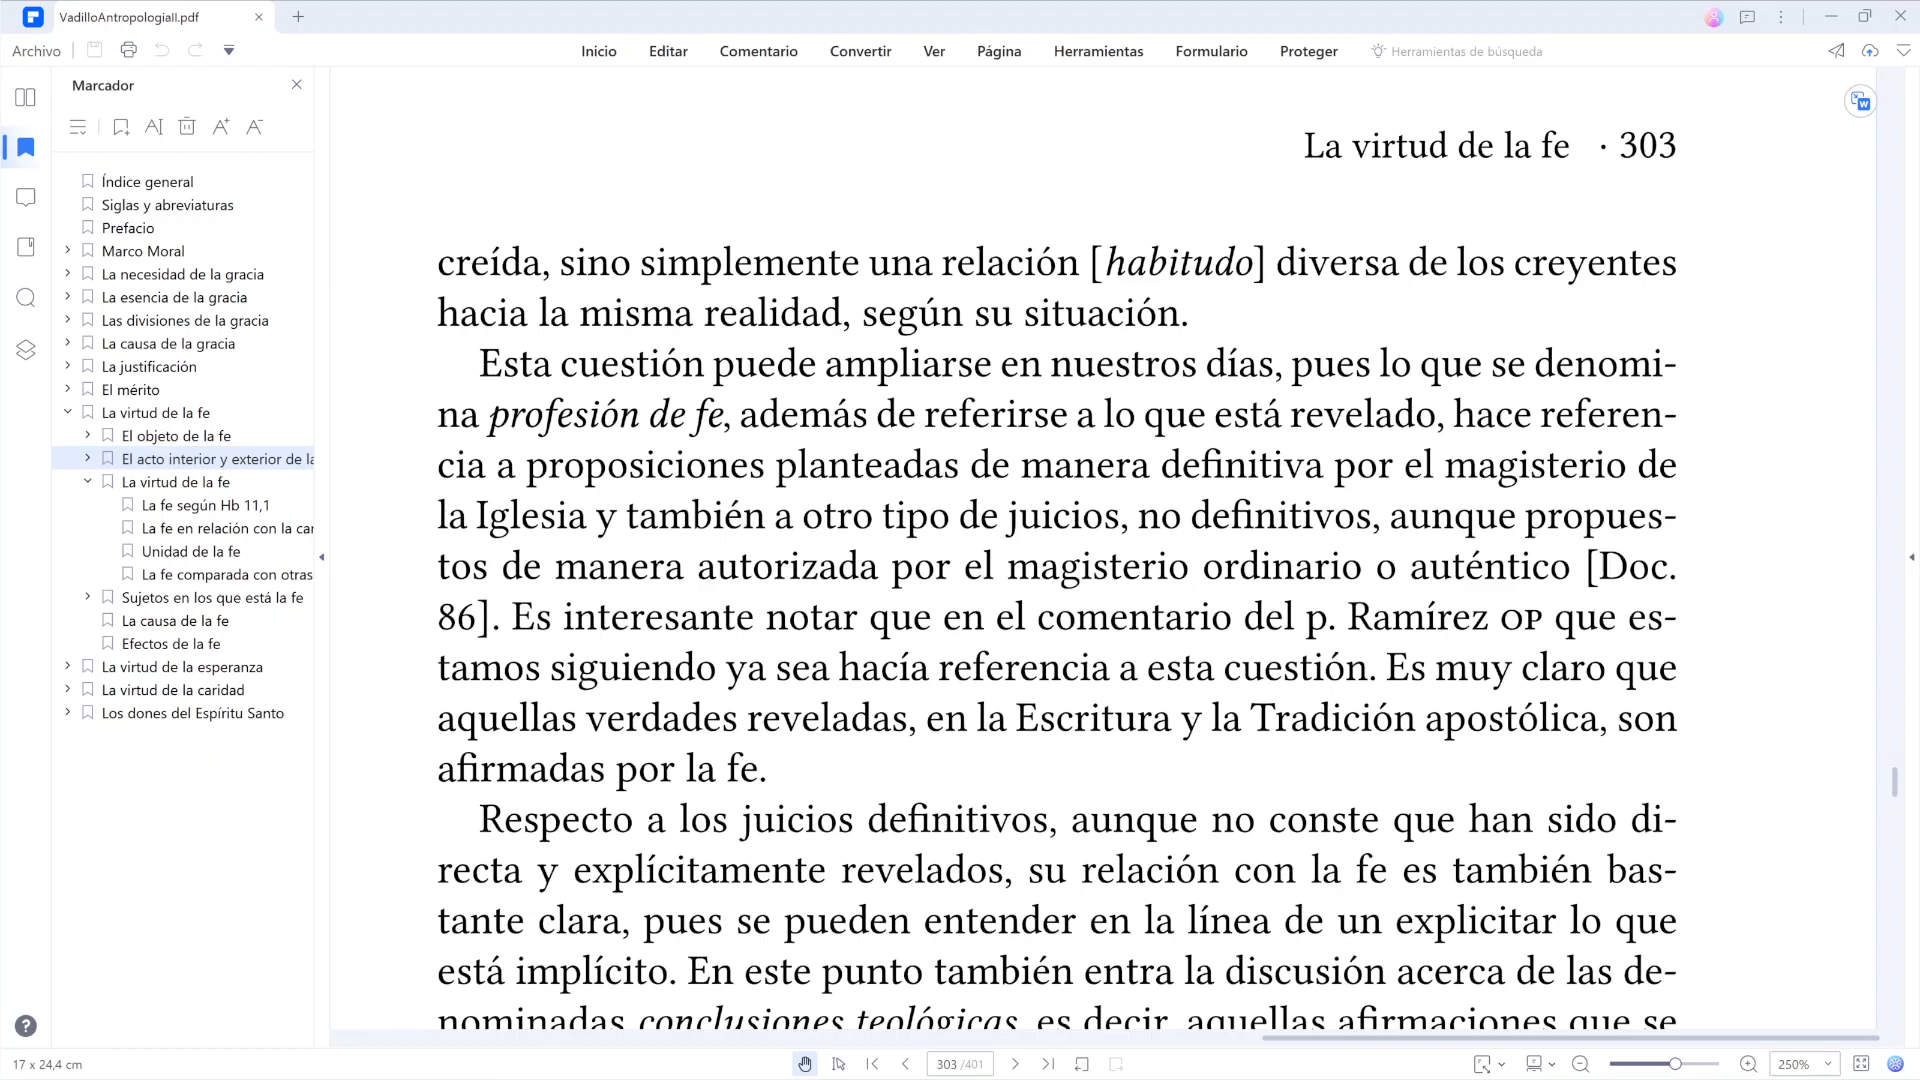 VadilloAntropologiaII.pdf
Archivo
Inicio
Editar
Comentario
Convertir
Ver
Página
Herramientas
Formulario
Proteger
Herramientas de búsqueda
Marcador
Índice general
Siglas y abreviaturas
Prefacio
Marco Moral
La necesidad de la gracia
La esencia de la gracia
Las divisiones de la gracia
La causa de la gracia
La justificación
El mérito
La virtud de la fe
El objeto de la fe
El acto interior y exterior de la
La virtud de la fe
La fe según Hb 11,1
La fe en relación con la car
Unidad de la fe
La fe comparada con otras
Sujetos en los que está la fe
La causa de la fe
Efectos de la fe
La virtud de la esperanza
La virtud de la caridad
Los dones del Espíritu Santo
La virtud de la fe · 303
creída, sino simplemente una relación [habitudo] diversa de los creyentes
hacia la misma realidad, según su situación.
Esta cuestión puede ampliarse en nuestros días, pues lo que se denomi-
na profesión de fe, además de referirse a lo que está revelado, hace referen-
cia a proposiciones planteadas de manera definitiva por el magisterio de
la Iglesia y también a otro tipo de juicios, no definitivos, aunque propues-
tos de manera autorizada por el magisterio ordinario o auténtico [Doc.
86]. Es interesante notar que en el comentario del p. Ramírez OP que es-
tamos siguiendo ya sea hacía referencia a esta cuestión. Es muy claro que
aquellas verdades reveladas, en la Escritura y la Tradición apostólica, son
afirmadas por la fe.
Respecto a los juicios definitivos, aunque no conste que han sido di-
recta y explícitamente revelados, su relación con la fe es también bas-
tante clara, pues se pueden entender en la línea de un explicitar lo que
está implícito. En este punto también entra la discusión acerca de las de-
nominadas conclusiones teológicas, es decir, aquellas afirmaciones que se
17 x 24,4 cm
303 /401
250%